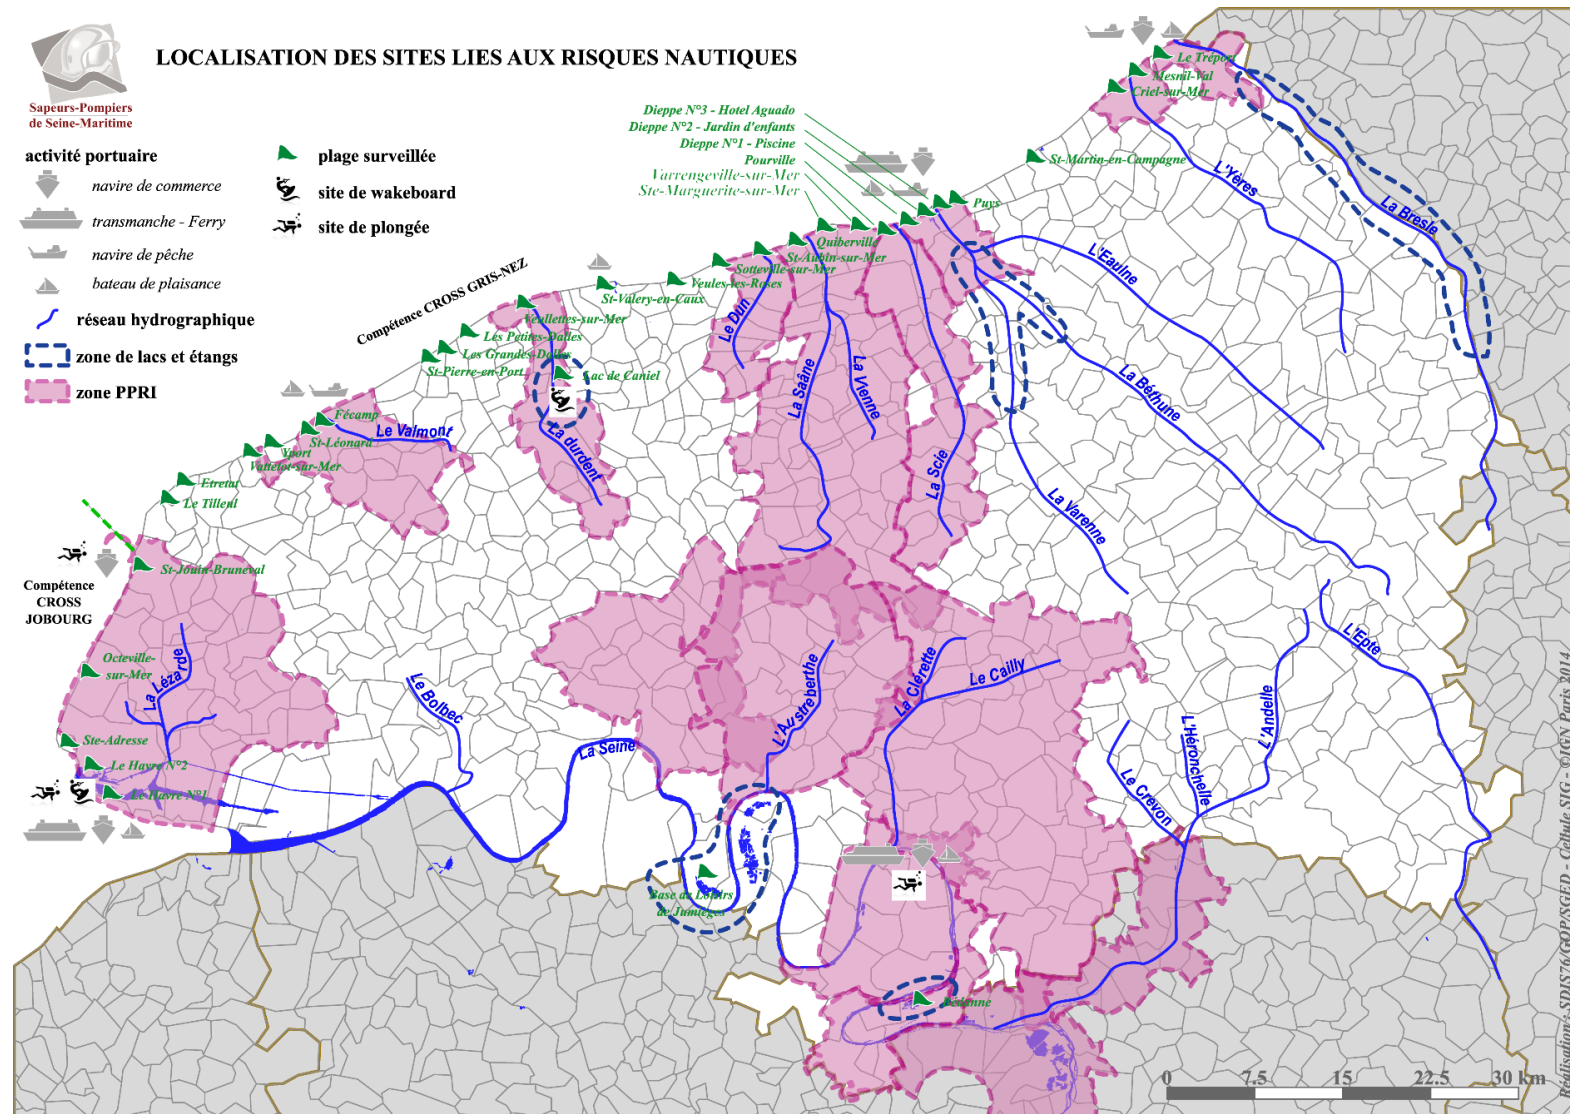 LOCALISATION DES SITES LIES AUX RISQUES NAUTIQUES
Sapeurs-Pompiers
de Seine-Maritime
activité portuaire
navire de commerce
transmanche - Ferry
navire de pêche
bateau de plaisance
réseau hydrographique
zone de lacs et étangs
zone PPRI
plage surveillée
site de wakeboard
site de plongée
Dieppe N°3 - Hotel Aguado
Dieppe N°2 - Jardin d'enfants
Dieppe N°1 - Piscine
Pourville
Varrengeville-sur-Mer
Ste-Marguerite-sur-Mer
Le Tréport
Mesnil-Val
Criel-sur-Mer
St-Martin-en-Campagne
Puys
Quiberville
St-Aubin-sur-Mer
Sotteville-sur-Mer
Veules-les-Roses
St-Valery-en-Caux
Compétence CROSS GRIS-NEZ
Veulettes-sur-Mer
Les Petites-Dalles
Les Grandes-Dalles
St-Pierre-en-Port
Lac de Caniel
Fécamp
St-Léonard
Yport
Vattetot-sur-Mer
Etretat
Le Tilleul
St-Jouin-Bruneval
Compétence
CROSS
JOBOURG
Octeville-
sur-Mer
Ste-Adresse
Le Havre N°2
Le Havre N°1
Base de Loisirs
de Jumièges
Bédanne
L'Yères
La Bresle
L'Eaulne
La Béthune
La Varenne
La Scie
La Vienne
La Saâne
Le Dun
La durdent
Le Valmont
La Lézarde
Le Bolbec
La Seine
L'Austreberthe
La Clérette
Le Cailly
Le Crevon
L'Héronchelle
L'Andelle
L'Epte
0 7.5 15 22.5 30 km
Réalisation : SDIS76/GOP/SGED - Cellule SIG - ©IGN Paris 2014